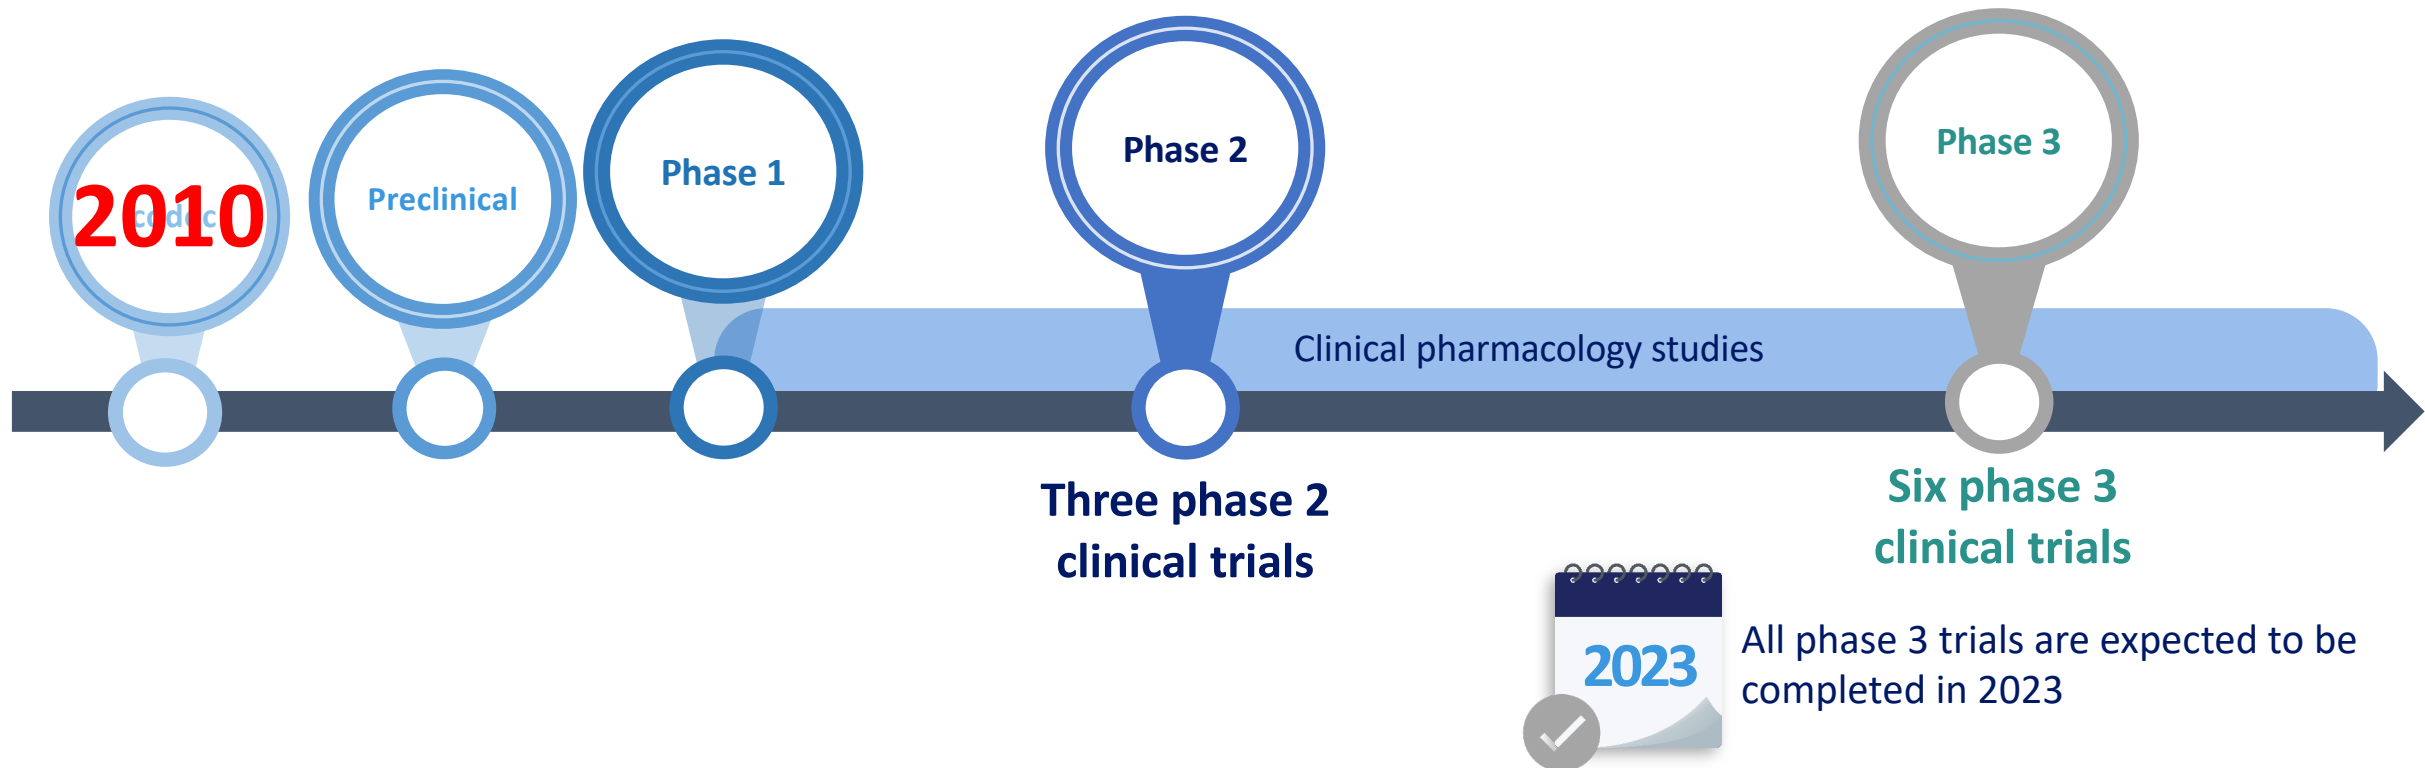 2010
Preclinical
Phase 1
Phase 2
Phase 3
Clinical pharmacology studies
Three phase 2
clinical trials
Six phase 3
clinical trials
2023
All phase 3 trials are expected to be
completed in 2023